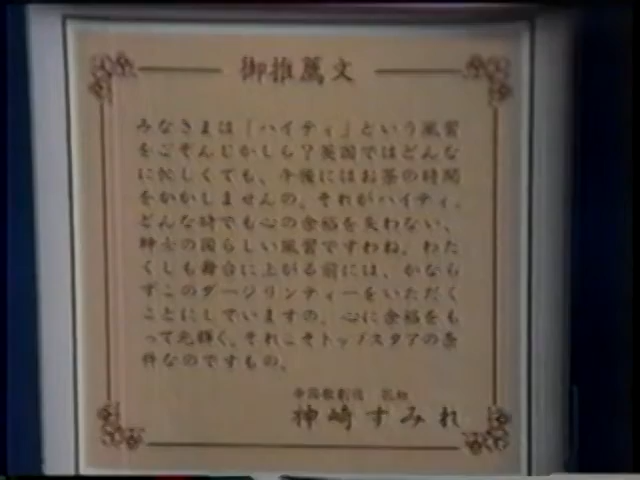 御推薦文
みなさまは「ハイティ」という風習
をごぞんじかしら?英国ではどんな
に忙しくても、午後にはお茶の時間
をかかしませんの。それがハイティ。
どんな時でも心の余裕を失わない、
紳士の国らしい風習ですわね。わた
くしも舞台に上がる前には、かなら
ずこのダージリンティーをいただく
ことにしていますの。心に余裕をも
って光輝く、それこそトップスタアの条
件なのですもの。
帝国歌劇団 花組
神崎すみれ